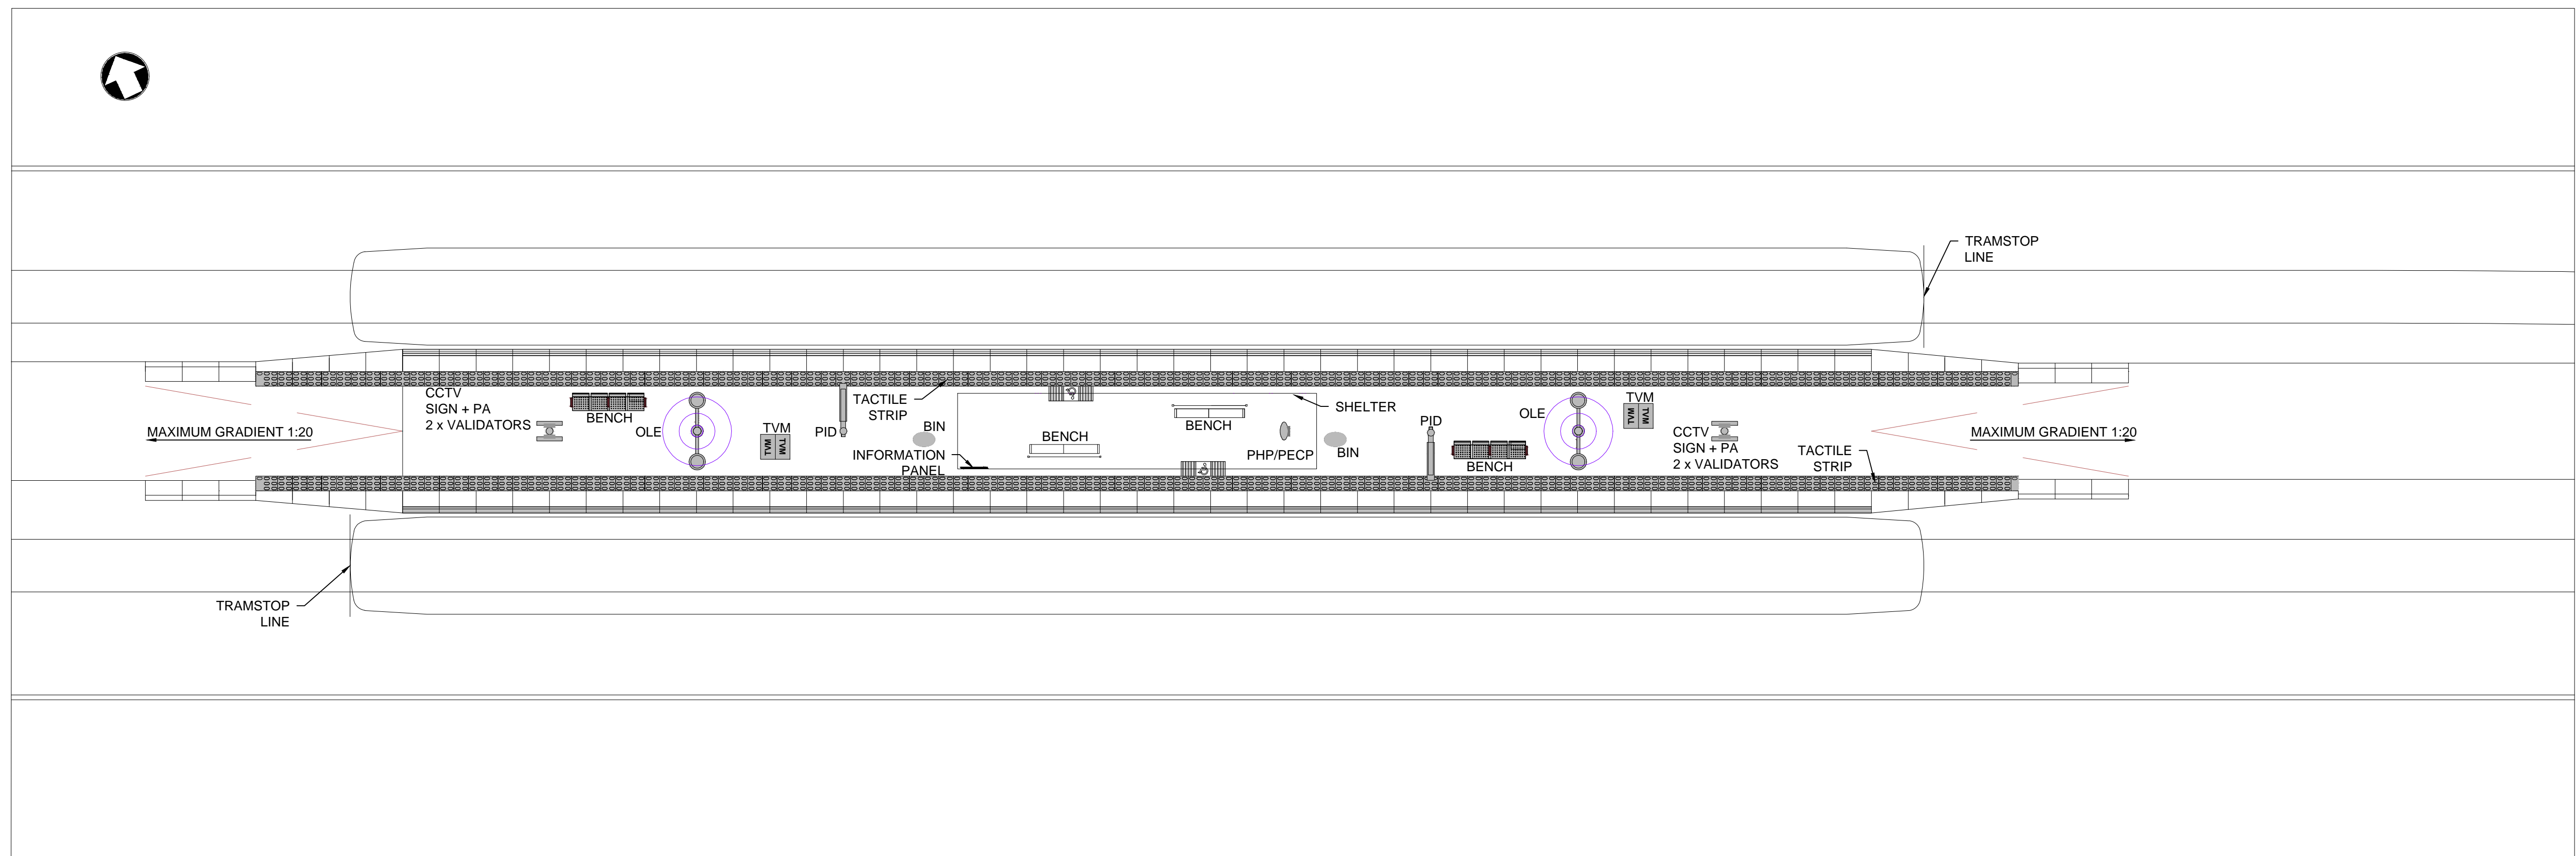 TRAMSTOP
LINE
CCTV
SIGN + PA
2 x VALIDATORS
MAXIMUM GRADIENT 1:20
BENCH
OLE
TVM
TVM
TVM
PID
TACTILE
STRIP
BIN
INFORMATION
PANEL
BENCH
BENCH
SHELTER
PHP/PECP
BIN
PID
BENCH
OLE
TVM
TVM
TVM
CCTV
SIGN + PA
2 x VALIDATORS
TACTILE
STRIP
MAXIMUM GRADIENT 1:20
TRAMSTOP
LINE